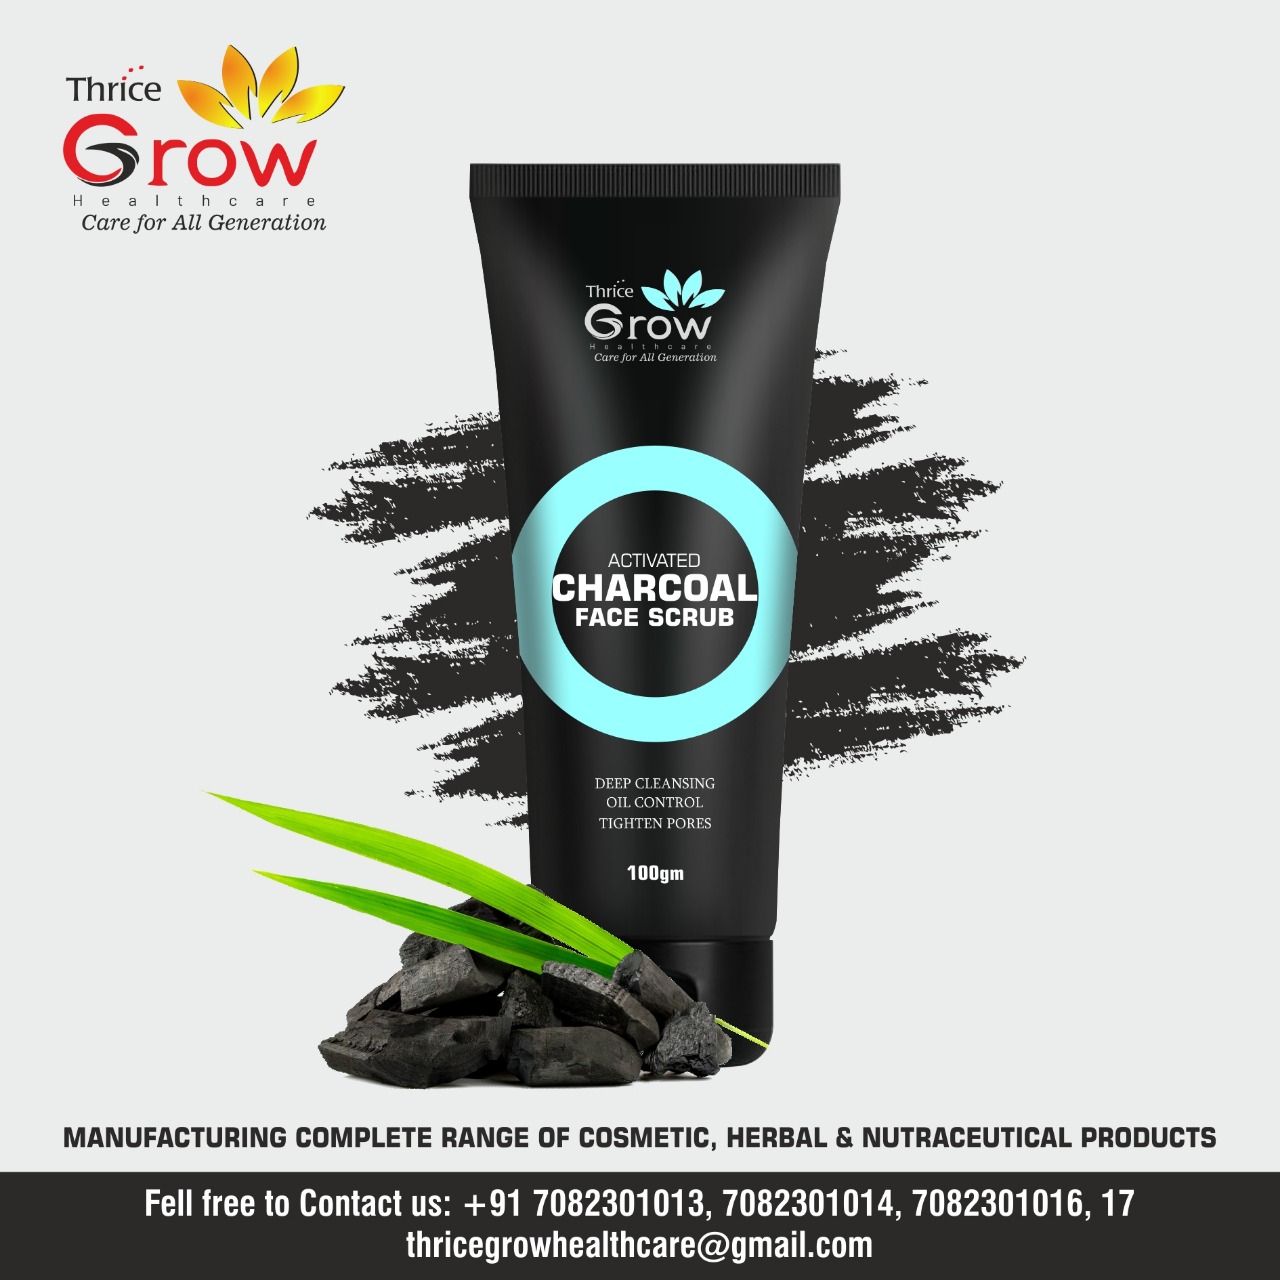 Thrice
Grow
Healthcare
Care for All Generation
Thrice
Grow
Healthcare
Care for All Generation
ACTIVATED
CHARCOAL
FACE SCRUB
DEEP CLEANSING
OIL CONTROL
TIGHTEN PORES
100gm
MANUFACTURING COMPLETE RANGE OF COSMETIC, HERBAL & NUTRACEUTICAL PRODUCTS
Fell free to Contact us: +91 7082301013, 7082301014, 7082301016, 17
thricegrowhealthcare@gmail.com